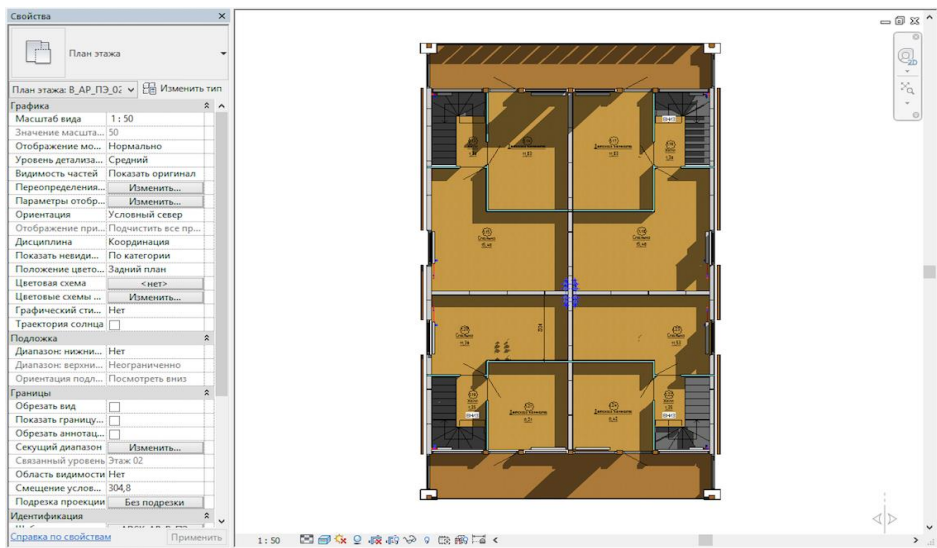 Свойства
План этажа
План этажа: В_АР_ПЭ_02 Изменить тип
Графика
Масштаб вида 1 : 50
Значение масшта... 50
Отображение мо... Нормально
Уровень детализа... Средний
Видимость частей Показать оригинал
Переопределения... Изменить...
Параметры отобр... Изменить...
Ориентация Условный север
Отображение при... Подчистить все пр...
Дисциплина Координация
Показать невиди... По категории
Положение цвето... Задний план
Цветовая схема <нет>
Цветовые схемы ... Изменить...
Графический сти... Нет
Траектория солнца
Подложка
Диапазон: нижни... Нет
Диапазон: верхни... Неограниченно
Ориентация подл... Посмотреть вниз
Границы
Обрезать вид
Показать границу...
Обрезать аннотац...
Секущий диапазон Изменить...
Связанный уровень Этаж 02
Область видимости Нет
Смещение услов... 304,8
Подрезка проекции Без подрезки
Идентификация
Справка по свойствам Применить
1 : 50